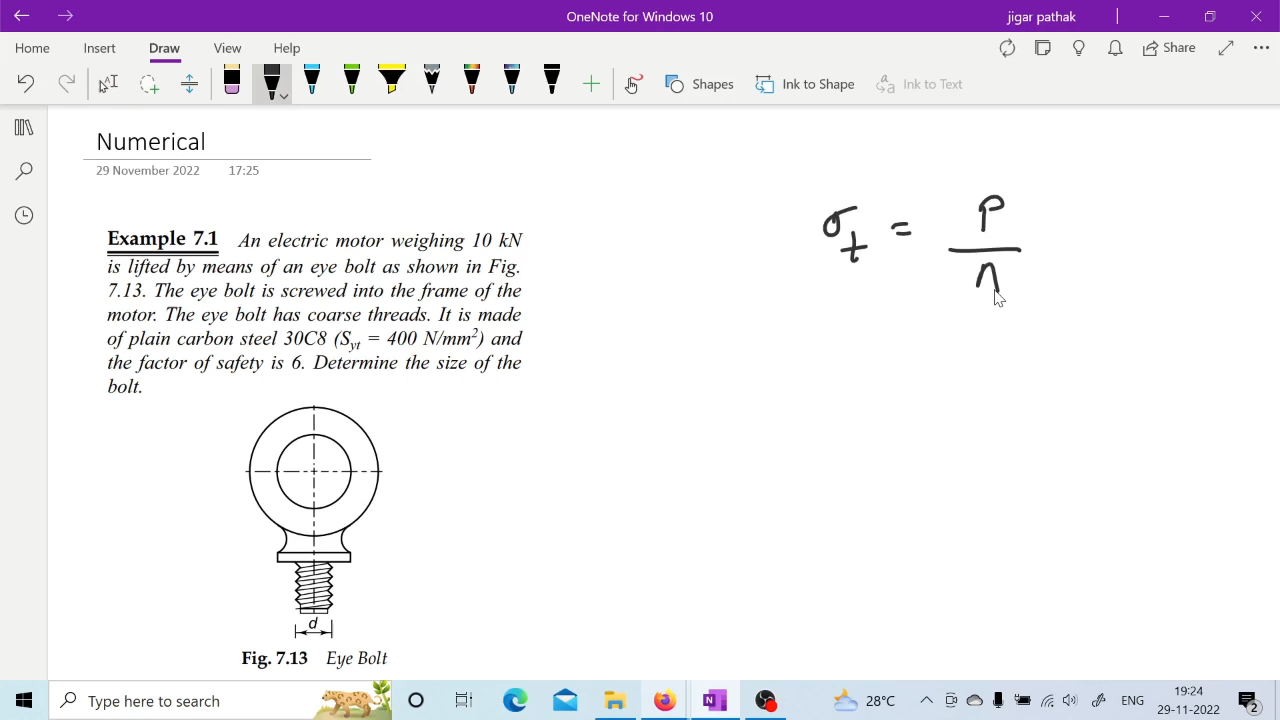 OneNote for Windows 10
jigar pathak
Home Insert Draw View Help
Share
Shapes Ink to Shape Ink to Text
Numerical
29 November 2022 17:25
Example 7.1 An electric motor weighing 10 kN
is lifted by means of an eye bolt as shown in Fig.
7.13. The eye bolt is screwed into the frame of the
motor. The eye bolt has coarse threads. It is made
of plain carbon steel 30C8 (Syt = 400 N/mm²) and
the factor of safety is 6. Determine the size of the
bolt.
d
Fig. 7.13 Eye Bolt
σt = P
Type here to search
28°C
ENG
19:24
29-11-2022
2